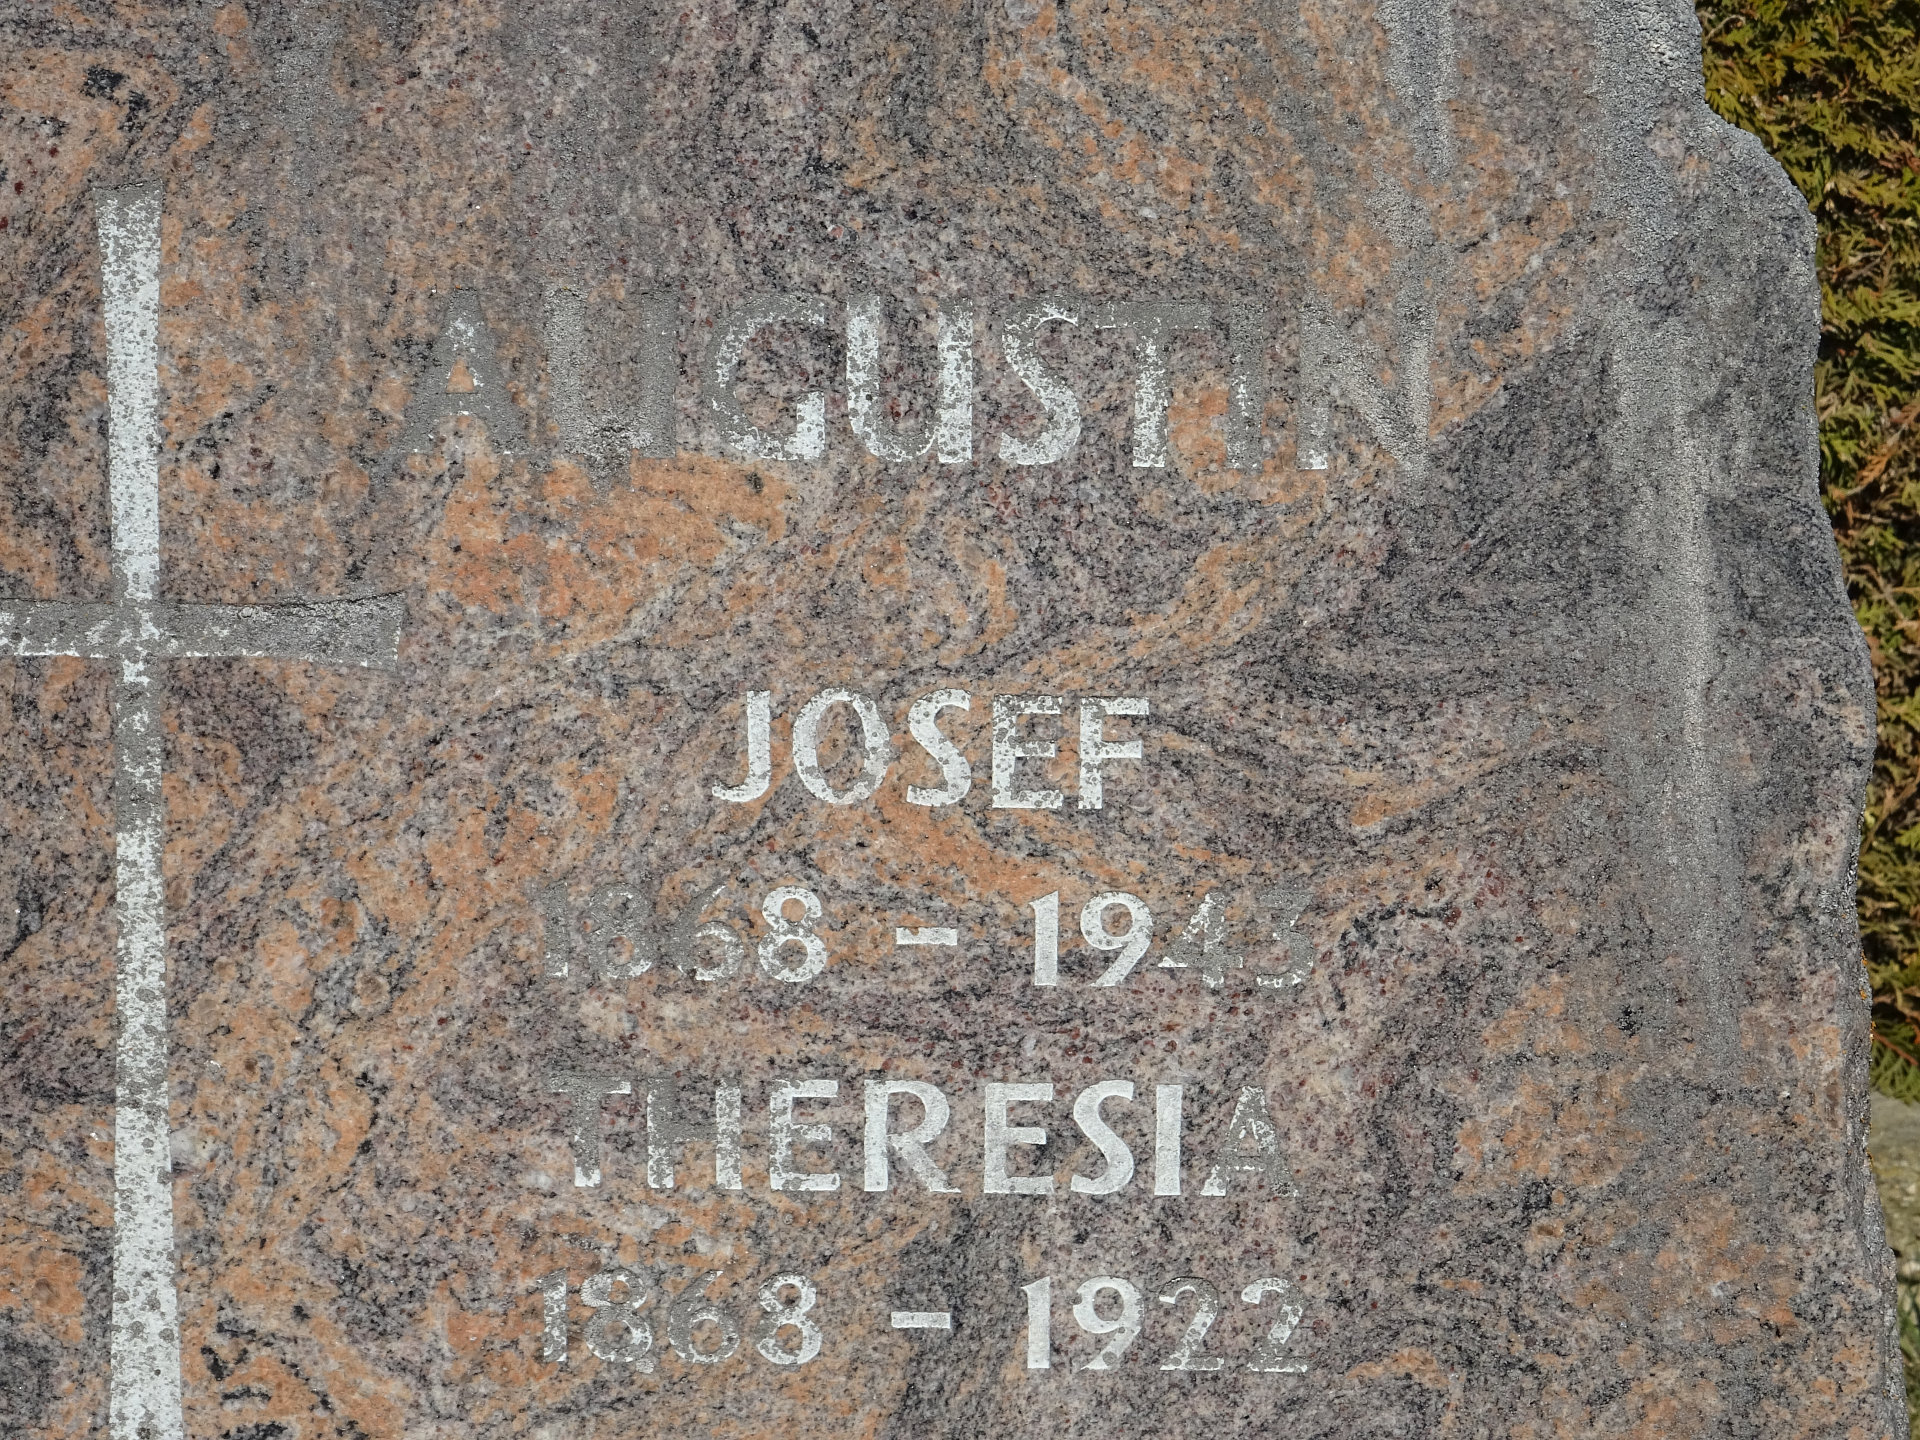 AUGUSTIN
JOSEF
1868 - 1943
THERESIA
1868 - 1922